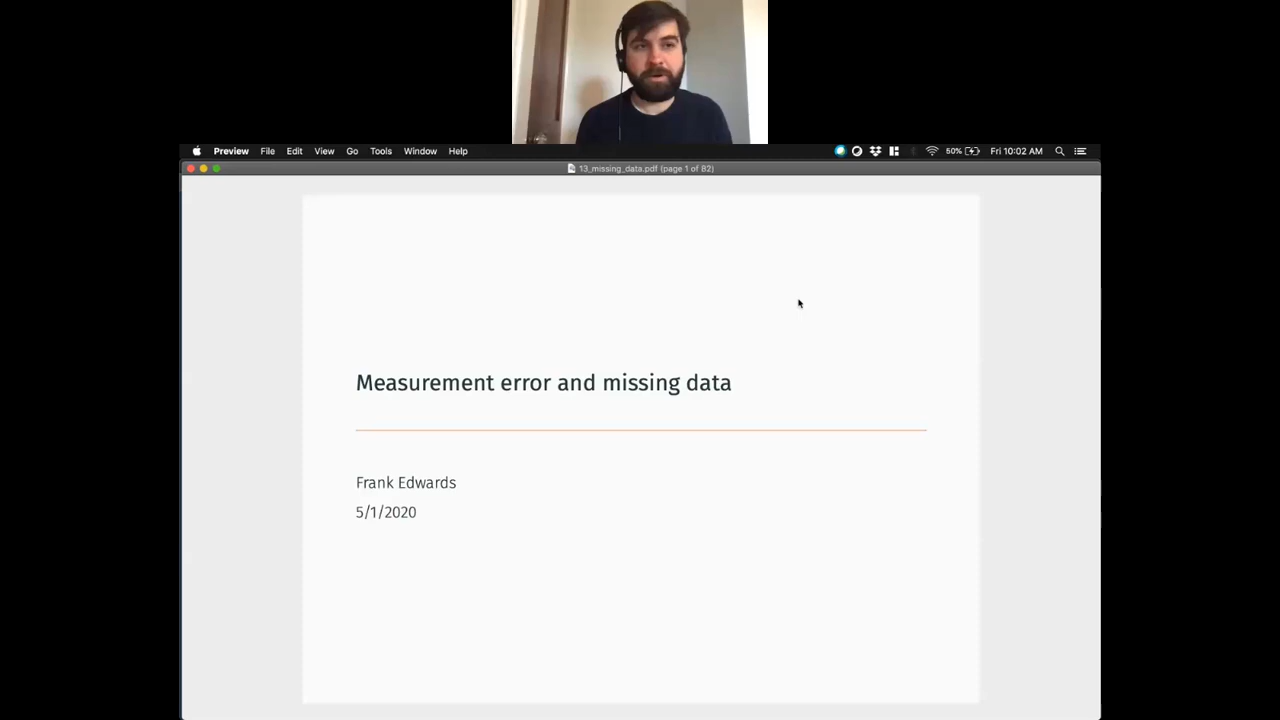 Preview File Edit View Go Tools Window Help 50% Fri 10:02 AM
13_missing_data.pdf (page 1 of 82)
Measurement error and missing data
Frank Edwards
5/1/2020